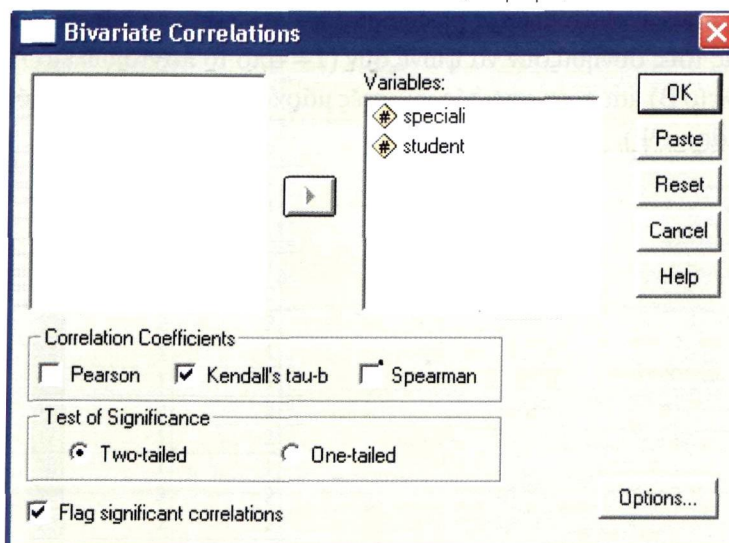 Bivariate Correlations
Variables:
speciali
student
OK
Paste
Reset
Cancel
Help
Correlation Coefficients
Pearson Kendall's tau-b Spearman
Test of Significance
Two-tailed One-tailed
Flag significant correlations
Options...